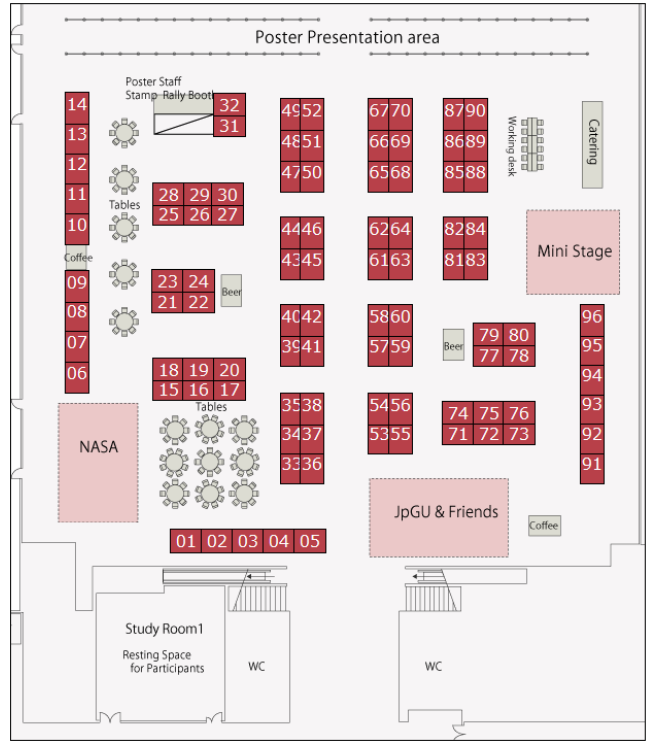 Poster Presentation area
Poster Staff
Stamp Rally Booth
32
31
14
13
12
11
10
Coffee
09
08
07
06
Tables
28 29 30
25 26 27
23 24
21 22
Beer
18 19 20
15 16 17
Tables
NASA
01 02 03 04 05
49 52
48 51
47 50
44 46
43 45
40 42
39 41
35 38
34 37
33 36
67 70
66 69
65 68
62 64
61 63
58 60
57 59
54 56
53 55
87 90
86 89
85 88
82 84
81 83
Working desk
Catering
Mini Stage
Beer
79 80
77 78
74 75 76
71 72 73
96
95
94
93
92
91
JpGU & Friends
Coffee
Study Room1
Resting Space
for Participants
WC
WC